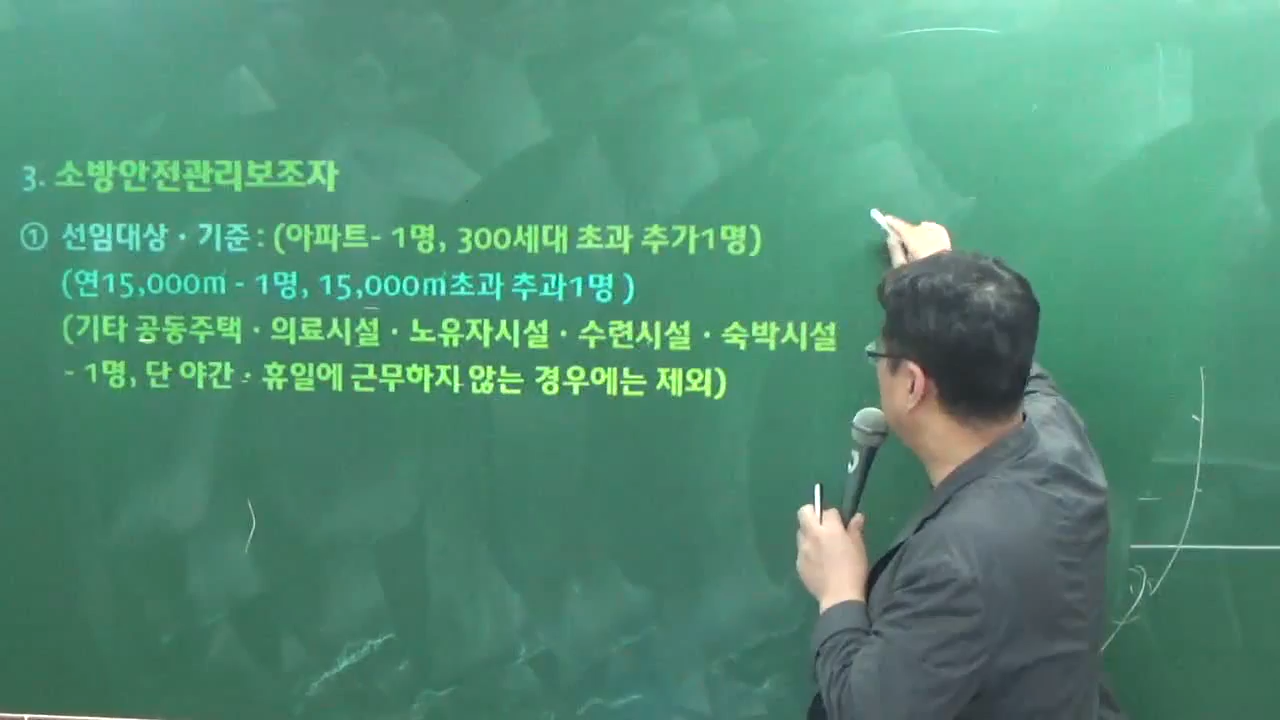 3. 소방안전관리보조자
① 선임대상 · 기준 : (아파트- 1명, 300세대 초과 추가1명)
(연15,000㎡ - 1명, 15,000㎡초과 추과1명 )
(기타 공동주택 · 의료시설 · 노유자시설 · 수련시설 · 숙박시설
- 1명, 단 야간 · 휴일에 근무하지 않는 경우에는 제외)